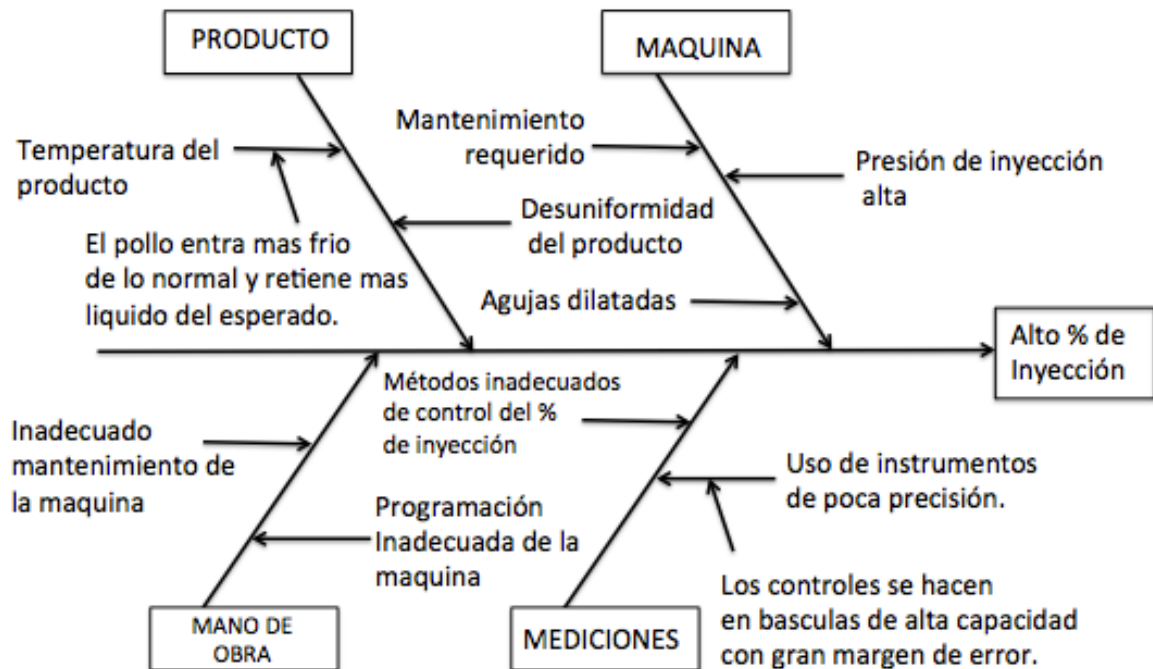 PRODUCTO
MAQUINA
Temperatura del
producto
El pollo entra mas frio
de lo normal y retiene mas
liquido del esperado.
Desuniformidad
del producto
Mantenimiento
requerido
Presión de inyección
alta
Agujas dilatadas
Alto % de
Inyección
Inadecuado
mantenimiento de
la maquina
Programación
Inadecuada de la
maquina
Métodos inadecuados
de control del %
de inyección
Uso de instrumentos
de poca precisión.
Los controles se hacen
en basculas de alta capacidad
con gran margen de error.
MANO DE
OBRA
MEDICIONES